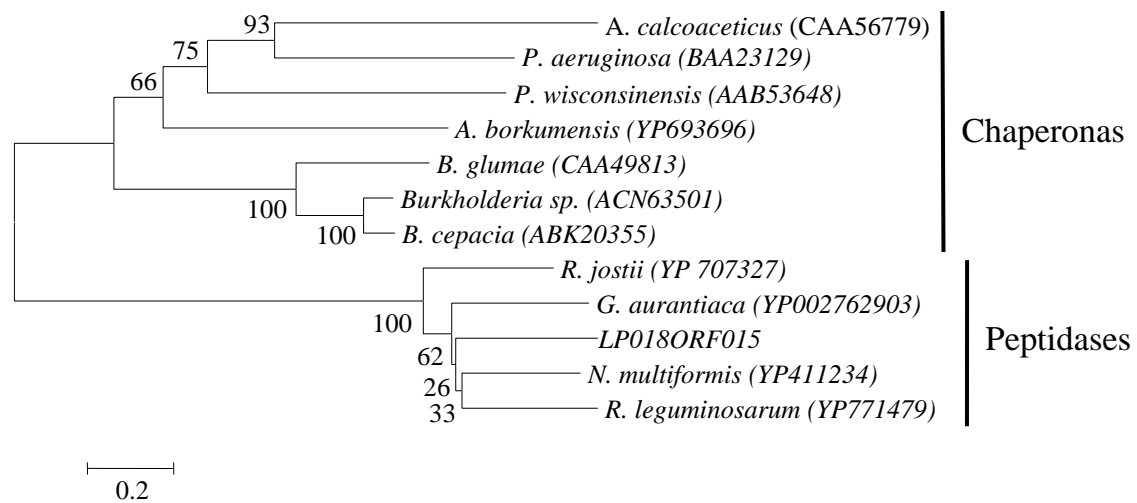 93
A. calcoaceticus (CAA56779)
75
P. aeruginosa (BAA23129)
66
P. wisconsinensis (AAB53648)
A. borkumensis (YP693696)
Chaperonas
B. glumae (CAA49813)
100
Burkholderia sp. (ACN63501)
100
B. cepacia (ABK20355)
R. jostii (YP 707327)
100
G. aurantiaca (YP002762903)
Peptidases
LP018ORF015
62
N. multiformis (YP411234)
26
33
R. leguminosarum (YP771479)
0.2